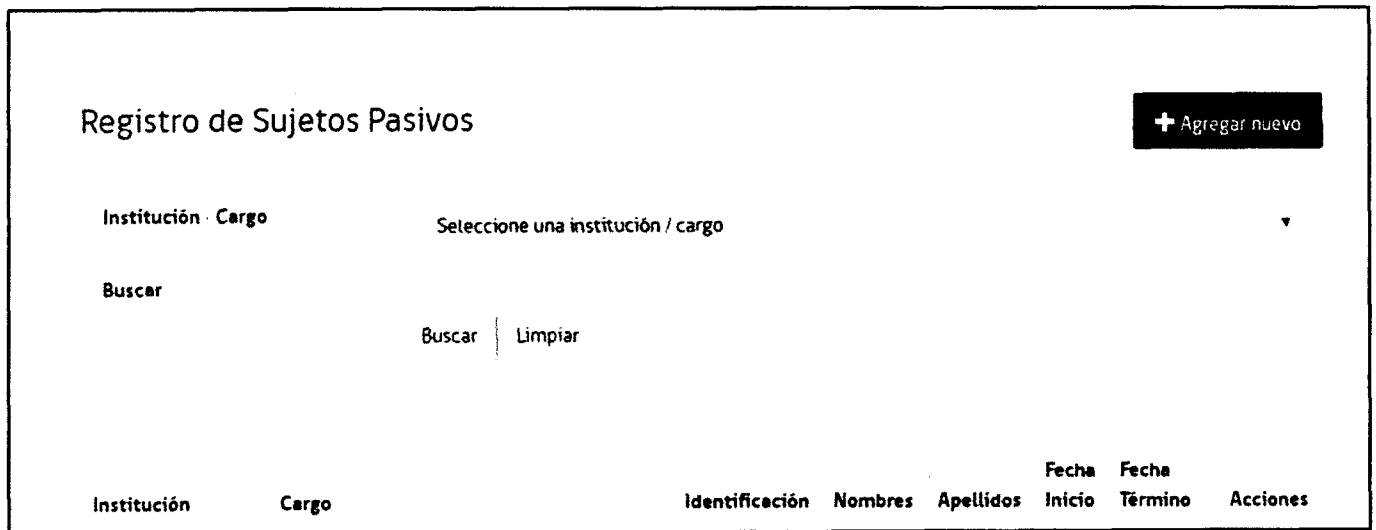 Registro de Sujetos Pasivos
+ Agregar nuevo
Institución - Cargo
Seleccione una institución / cargo
Buscar
Buscar | Limpiar
Institución Cargo Identificación Nombres Apellidos Fecha Inicio Fecha Término Acciones